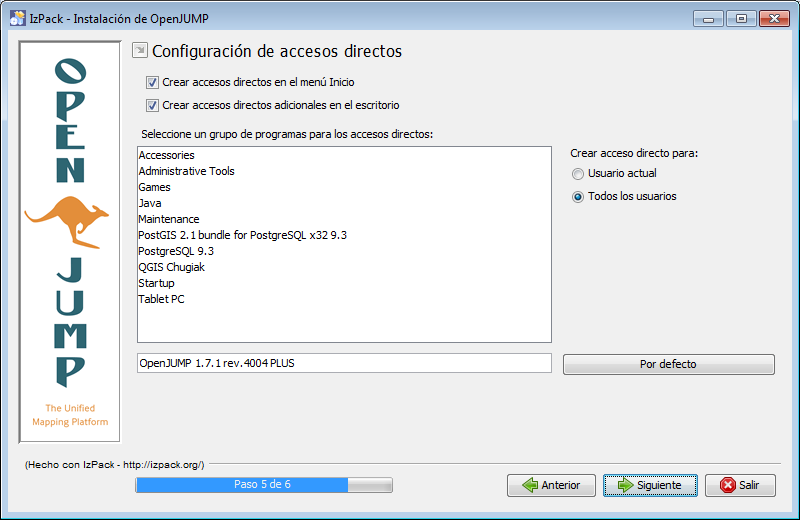 IzPack - Instalación de OpenJUMP
OPEN
JUMP
The Unified
Mapping Platform
Configuración de accesos directos
Crear accesos directos en el menú Inicio
Crear accesos directos adicionales en el escritorio
Seleccione un grupo de programas para los accesos directos:
Accessories
Administrative Tools
Games
Java
Maintenance
PostGIS 2.1 bundle for PostgreSQL x32 9.3
PostgreSQL 9.3
QGIS Chugiak
Startup
Tablet PC
Crear acceso directo para:
Usuario actual
Todos los usuarios
OpenJUMP 1.7.1 rev.4004 PLUS
Por defecto
(Hecho con IzPack - http://izpack.org/)
Paso 5 de 6
Anterior
Siguiente
Salir